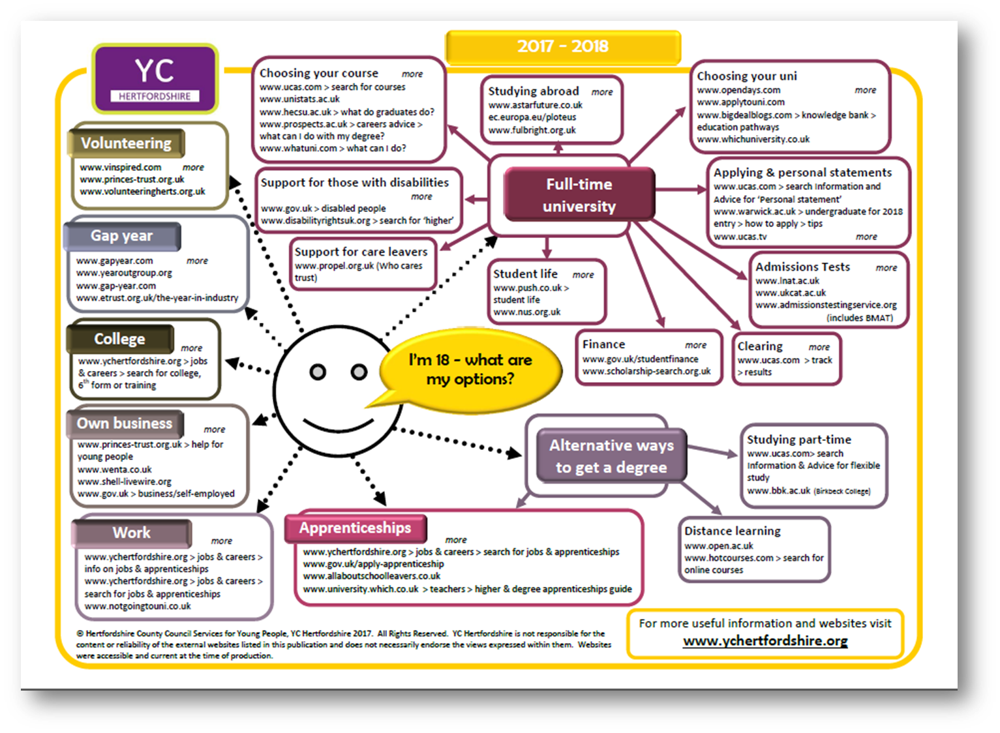 2017 - 2018
YC
HERTFORDSHIRE
Choosing your course more
www.ucas.com > search for courses
www.unistats.ac.uk
www.hecsu.ac.uk > what do graduates do?
www.prospects.ac.uk > careers advice >
what can I do with my degree?
www.whatuni.com > what can I do?
Studying abroad more
www.astarfuture.co.uk
ec.europa.eu/ploteus
www.fulbright.org.uk
Choosing your uni
www.opendays.com more
www.applytouni.com
www.bigdealblogs.com > knowledge bank >
education pathways
www.whichuniversity.co.uk
Volunteering
www.vinspired.com more
www.princes-trust.org.uk
www.volunteeringherts.org.uk
Support for those with disabilities
more
www.gov.uk > disabled people
www.disabilityrightsuk.org > search for ‘higher’
Full-time
university
Applying & personal statements
www.ucas.com > search Information and
Advice for ‘Personal statement’
www.warwick.ac.uk > undergraduate for 2018
entry > how to apply > tips
www.ucas.tv more
Gap year
www.gapyear.com more
www.yearoutgroup.org
www.gap-year.com
www.etrust.org.uk/the-year-in-industry
Support for care leavers
www.propel.org.uk (Who cares
trust)
Student life more
www.push.co.uk >
student life
www.nus.org.uk
Admissions Tests more
www.lnat.ac.uk
www.ukcat.ac.uk
www.admissionstestingservice.org
(includes BMAT)
College
more
www.ychertfordshire.org > jobs
& careers > search for college,
6th form or training
I’m 18 - what are
my options?
Finance more
www.gov.uk/studentfinance
www.scholarship-search.org.uk
Clearing more
www.ucas.com > track
> results
Own business
more
www.princes-trust.org.uk > help for
young people
www.wenta.co.uk
www.shell-livewire.org
www.gov.uk > business/self-employed
Alternative ways
to get a degree
Studying part-time
www.ucas.com> search
Information & Advice for flexible
study
www.bbk.ac.uk (Birkbeck College)
Work
more
www.ychertfordshire.org > jobs & careers >
info on jobs & apprenticeships
www.ychertfordshire.org > jobs & careers >
search for jobs & apprenticeships
www.notgoingtouni.co.uk
Apprenticeships
more
www.ychertfordshire.org > jobs & careers > search for jobs & apprenticeships
www.gov.uk/apply-apprenticeship
www.allaboutschoolleavers.co.uk
www.university.which.co.uk > teachers > higher & degree apprenticeships guide
Distance learning
www.open.ac.uk
www.hotcourses.com > search for
online courses
© Hertfordshire County Council Services for Young People, YC Hertfordshire 2017. All Rights Reserved. YC Hertfordshire is not responsible for the
content or reliability of the external websites listed in this publication and does not necessarily endorse the views expressed within them. Websites
were accessible and current at the time of production.
For more useful information and websites visit
www.ychertfordshire.org